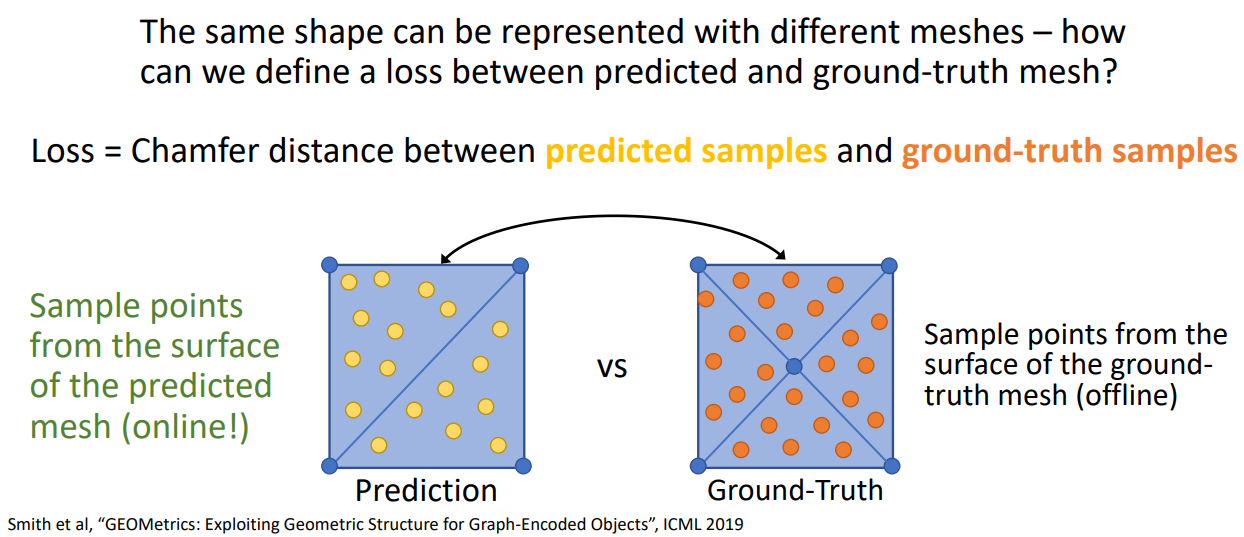 The same shape can be represented with different meshes – how
can we define a loss between predicted and ground-truth mesh?
Loss = Chamfer distance between predicted samples and ground-truth samples
Sample points
from the surface
of the predicted
mesh (online!)
vs
Sample points from the
surface of the ground-
truth mesh (offline)
Prediction
Ground-Truth
Smith et al, “GEOMetrics: Exploiting Geometric Structure for Graph-Encoded Objects”, ICML 2019